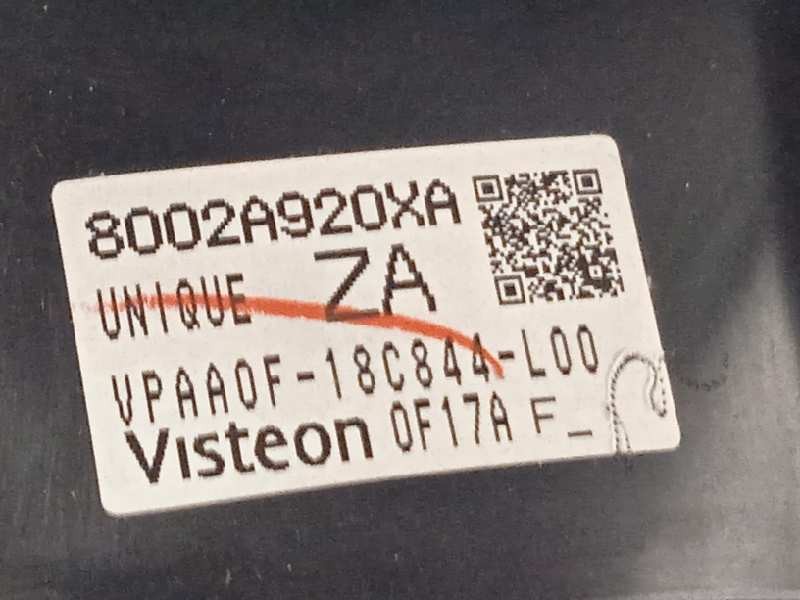 8002A920XA
UNIQUE ZA
VPAA0F-18C844-L00
Visteon 0F17A F_